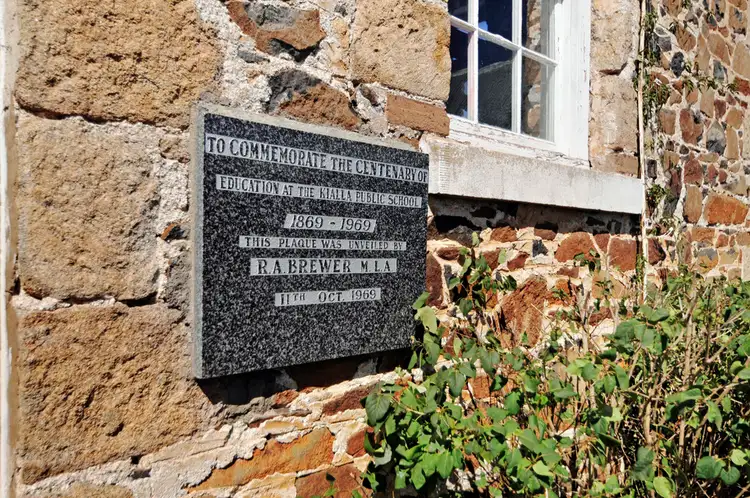 TO COMMEMORATE THE CENTENARY OF
EDUCATION AT THE KIALLA PUBLIC SCHOOL
1869 - 1969
THIS PLAQUE WAS UNVEILED BY
R.A. BREWER M.L.A.
11TH OCT. 1969